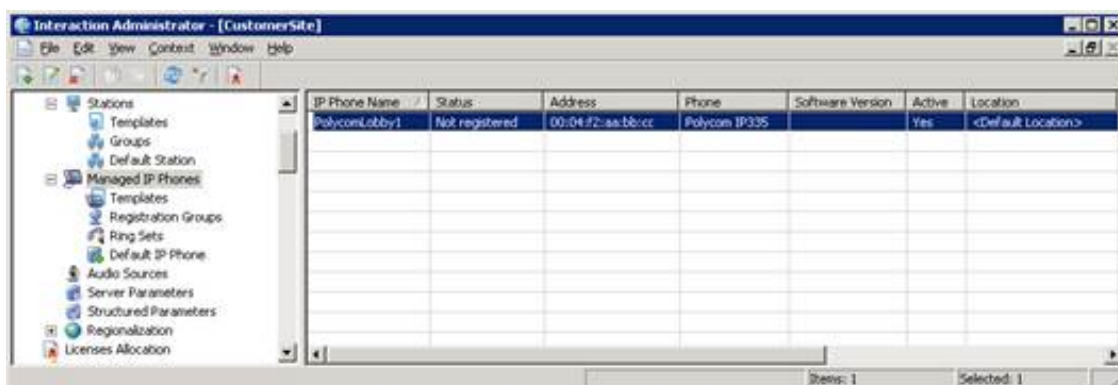 Interaction Administrator - [CustomerSite]
File Edit View Context Window Help
Stations
Templates
Groups
Default Station
Managed IP Phones
Templates
Registration Groups
Ring Sets
Default IP Phone
Audio Sources
Server Parameters
Structured Parameters
Regionalization
Licenses Allocation
IP Phone Name / Status Address Phone Software Version Active Location
PolycomLobby1 Not registered 00:04:f2:aa:bb:cc Polycom IP335 Yes <Default Location>
Items: 1 Selected: 1